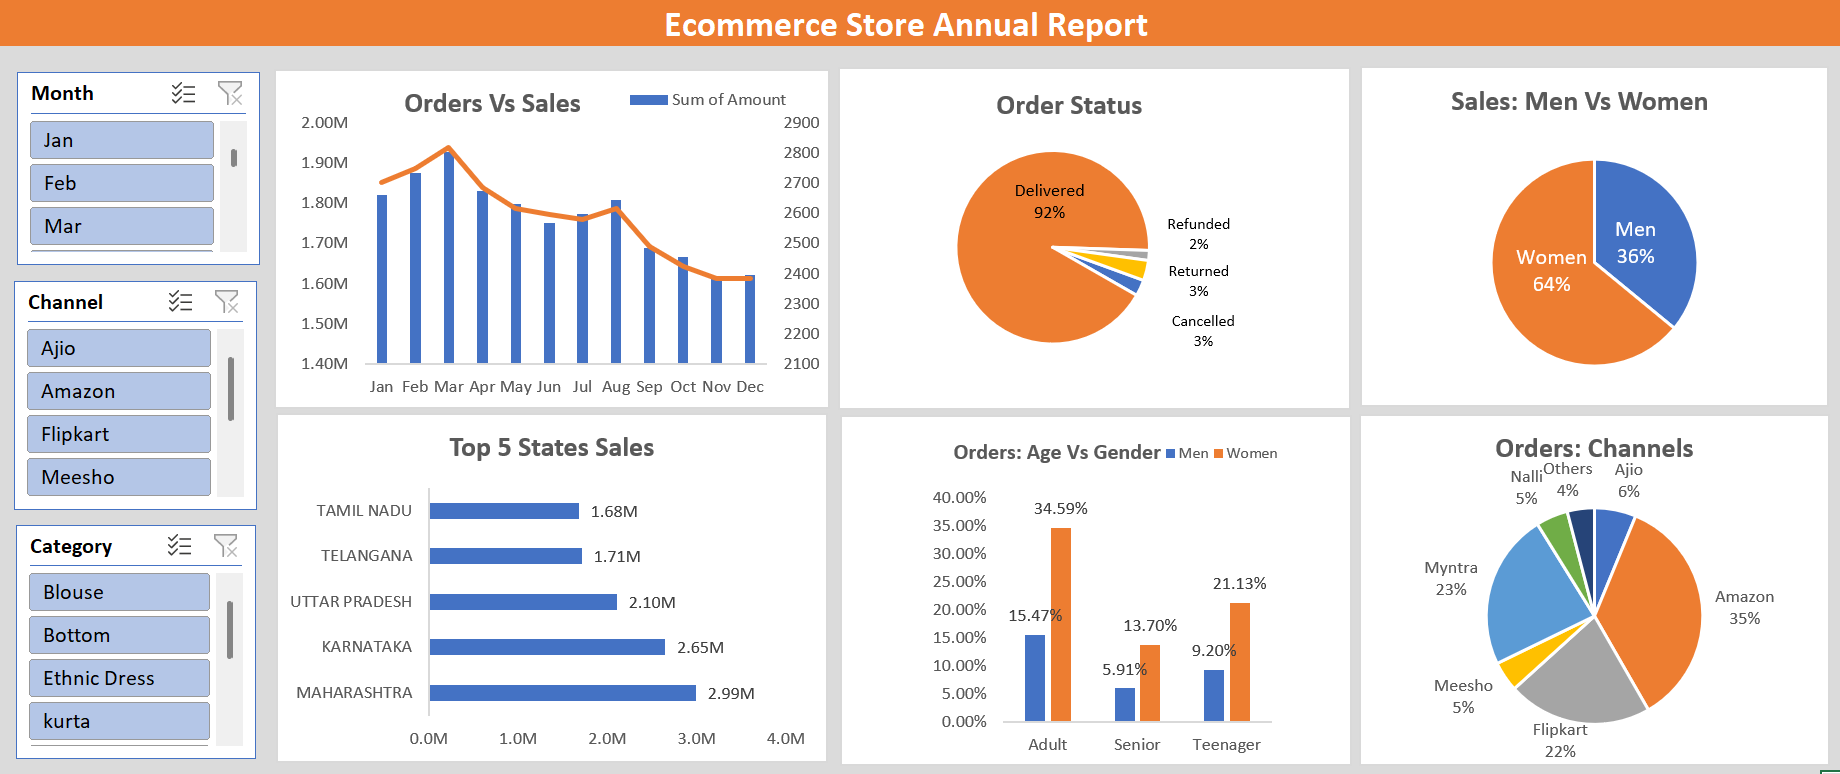 Ecommerce Store Annual Report
Month
Jan
Feb
Mar
Channel
Ajio
Amazon
Flipkart
Meesho
Category
Blouse
Bottom
Ethnic Dress
kurta
Orders Vs Sales
Sum of Amount
2.00M
1.90M
1.80M
1.70M
1.60M
1.50M
1.40M
2900
2800
2700
2600
2500
2400
2300
2200
2100
Jan Feb Mar Apr May Jun Jul Aug Sep Oct Nov Dec
Order Status
Delivered
92%
Refunded
2%
Returned
3%
Cancelled
3%
Sales: Men Vs Women
Men
36%
Women
64%
Top 5 States Sales
TAMIL NADU 1.68M
TELANGANA 1.71M
UTTAR PRADESH 2.10M
KARNATAKA 2.65M
MAHARASHTRA 2.99M
0.0M 1.0M 2.0M 3.0M 4.0M
Orders: Age Vs Gender Men Women
40.00%
35.00%
30.00%
25.00%
20.00%
15.00%
10.00%
5.00%
0.00%
15.47%
34.59%
5.91%
13.70%
9.20%
21.13%
Adult Senior Teenager
Orders: Channels
Nalli
5%
Others
4%
Ajio
6%
Myntra
23%
Amazon
35%
Meesho
5%
Flipkart
22%